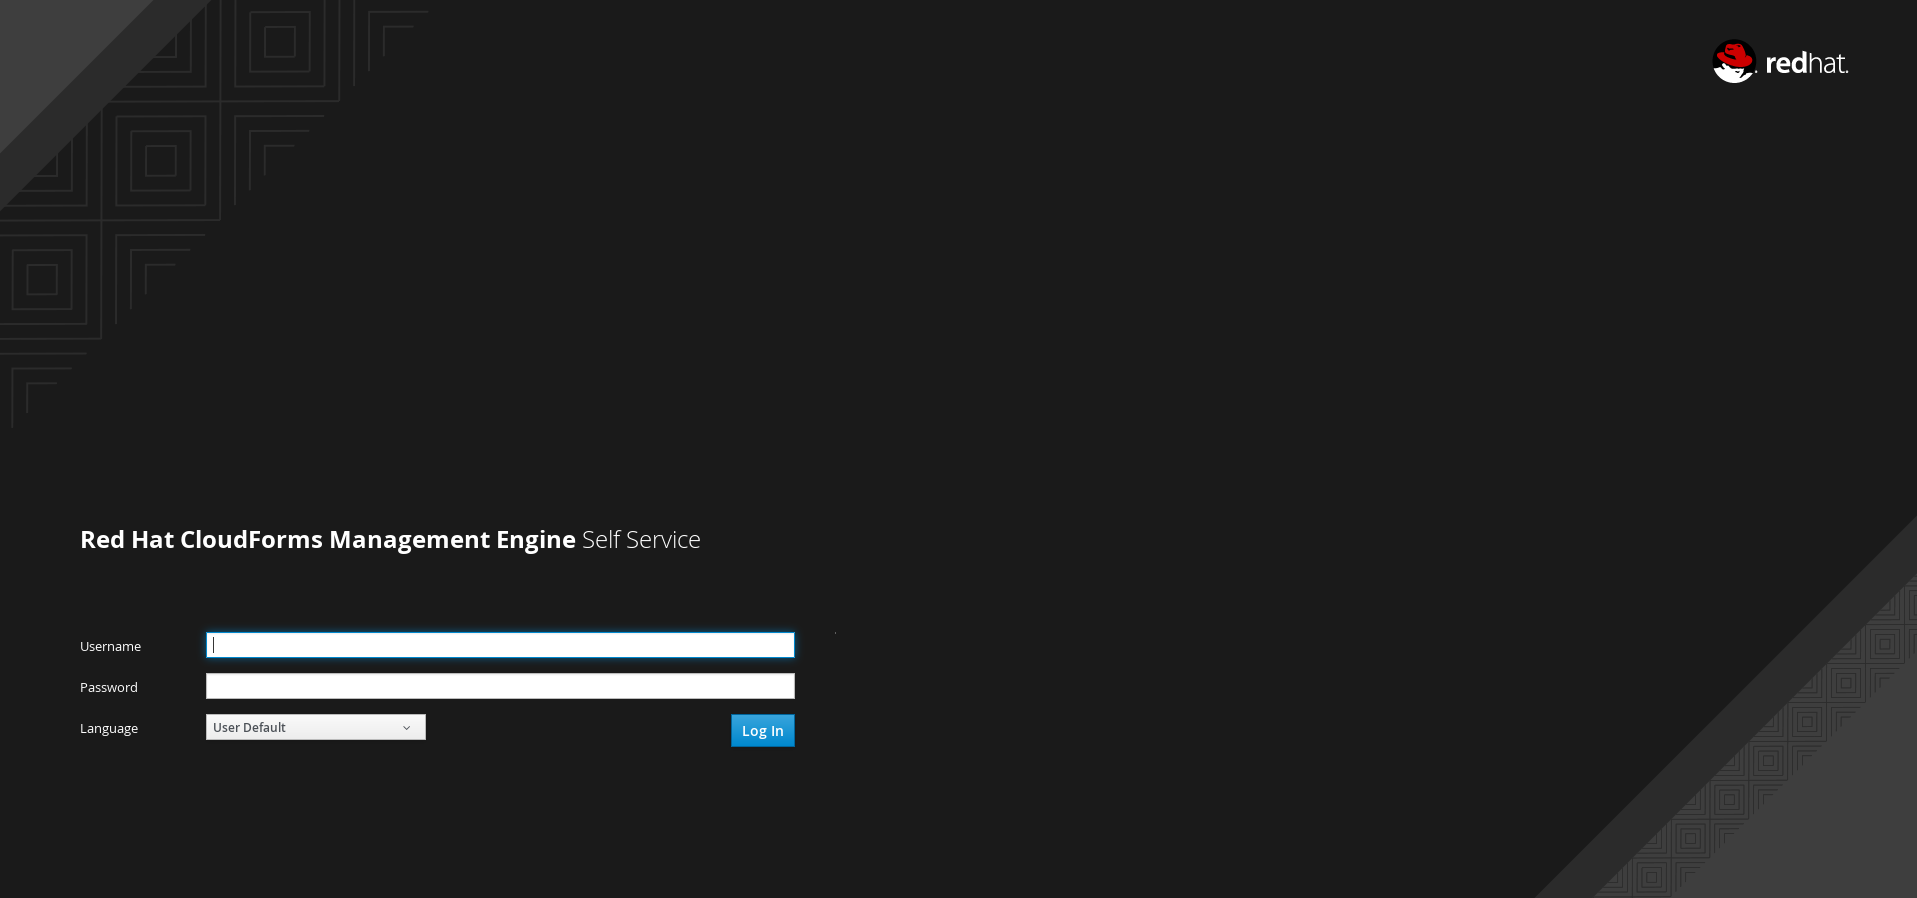 redhat.
Red Hat CloudForms Management Engine Self Service
Username
Password
Language
User Default
Log In